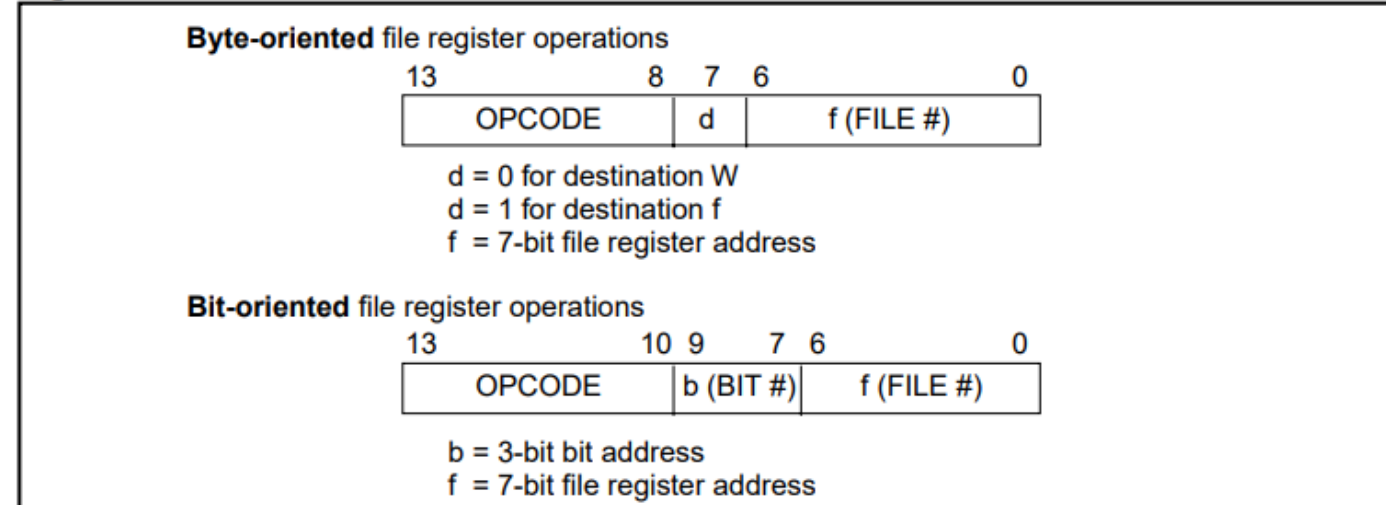 Byte-oriented file register operations
13 8 7 6 0
OPCODE d f (FILE #)
d = 0 for destination W
d = 1 for destination f
f = 7-bit file register address
Bit-oriented file register operations
13 10 9 7 6 0
OPCODE b (BIT #) f (FILE #)
b = 3-bit bit address
f = 7-bit file register address